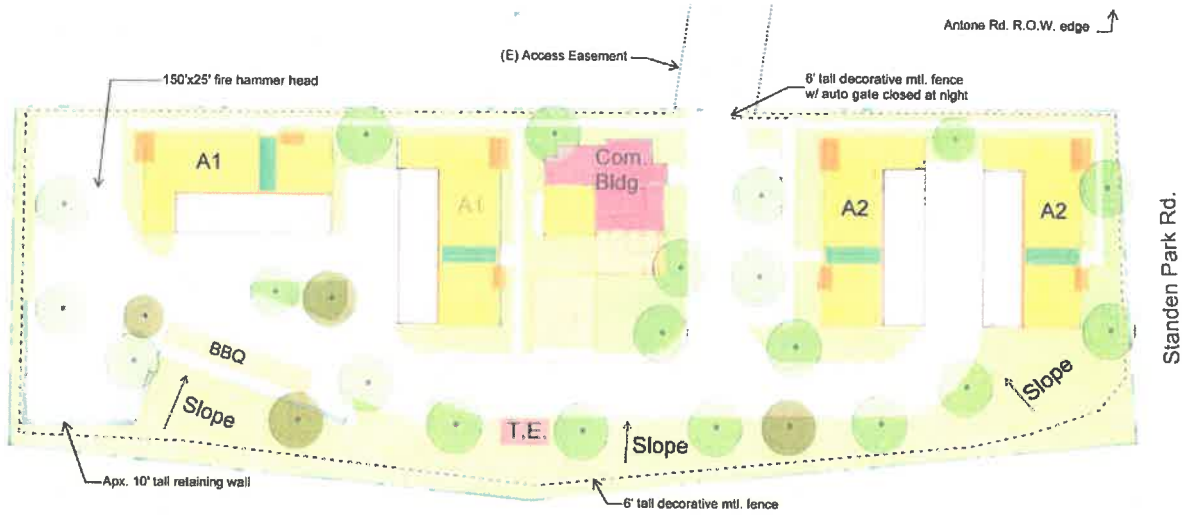 Antone Rd. R.O.W. edge
(E) Access Easement
150'x25' fire hammer head
6' tall decorative mtl. fence
w/ auto gate closed at night
A1
Com.
Bldg.
A1
A2
A2
Standen Park Rd.
BBQ
Slope
Slope
T.E.
Slope
Apx. 10' tall retaining wall
6' tall decorative mtl. fence